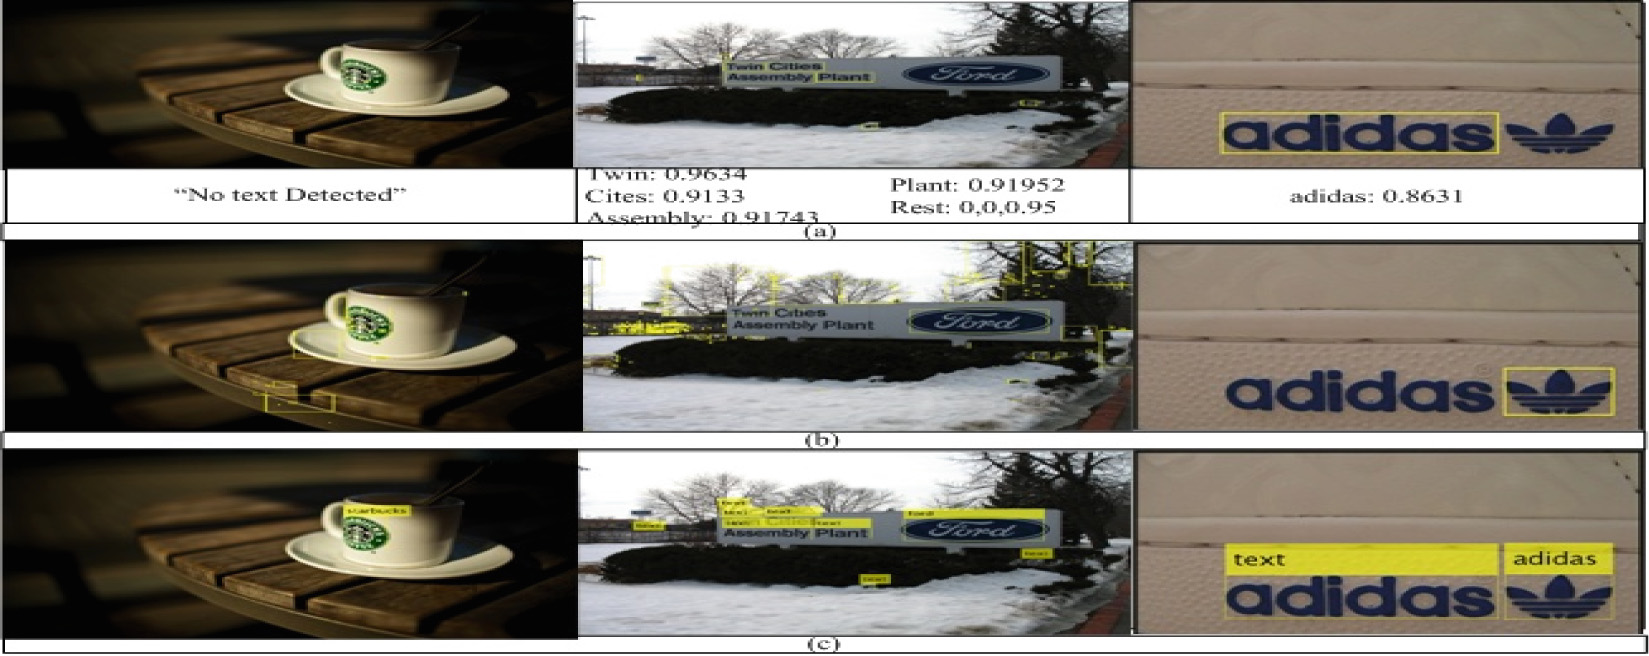 Twin Cities
Assembly Plant
Ford
adidas
“No text Detected”
Twin: 0.9634
Cites: 0.9133
Assembly: 0.91743
Plant: 0.91952
Rest: 0,0,0.95
adidas: 0.8631
(a)
Twin Cities
Assembly Plant
Ford
adidas
(b)
starbucks
text
Ford
Assembly Plant
text
text
adidas
adidas
(c)